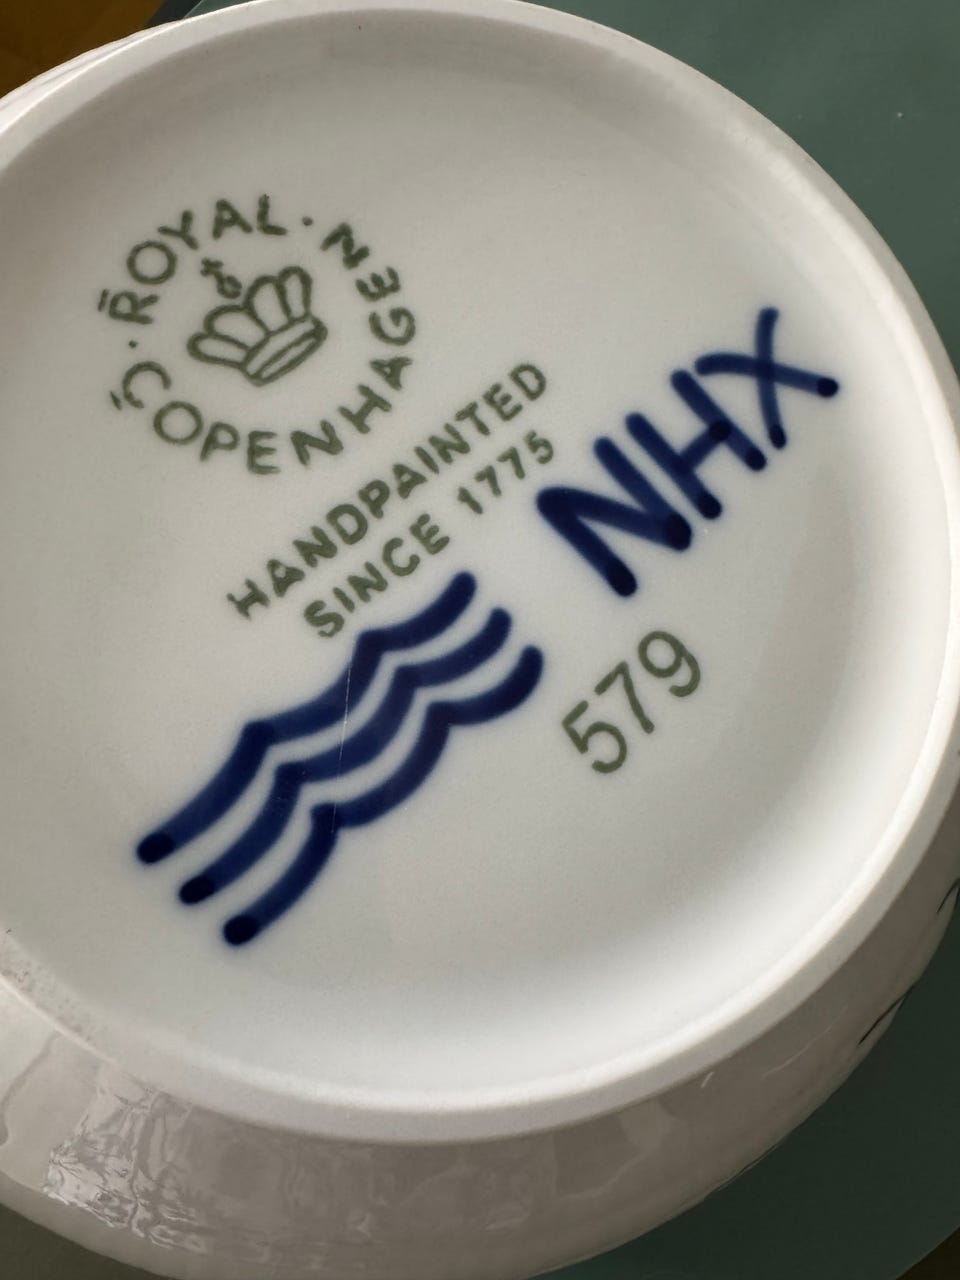 ROYAL · COPENHAGEN ·
HANDPAINTED
SINCE 1775
NHX
579